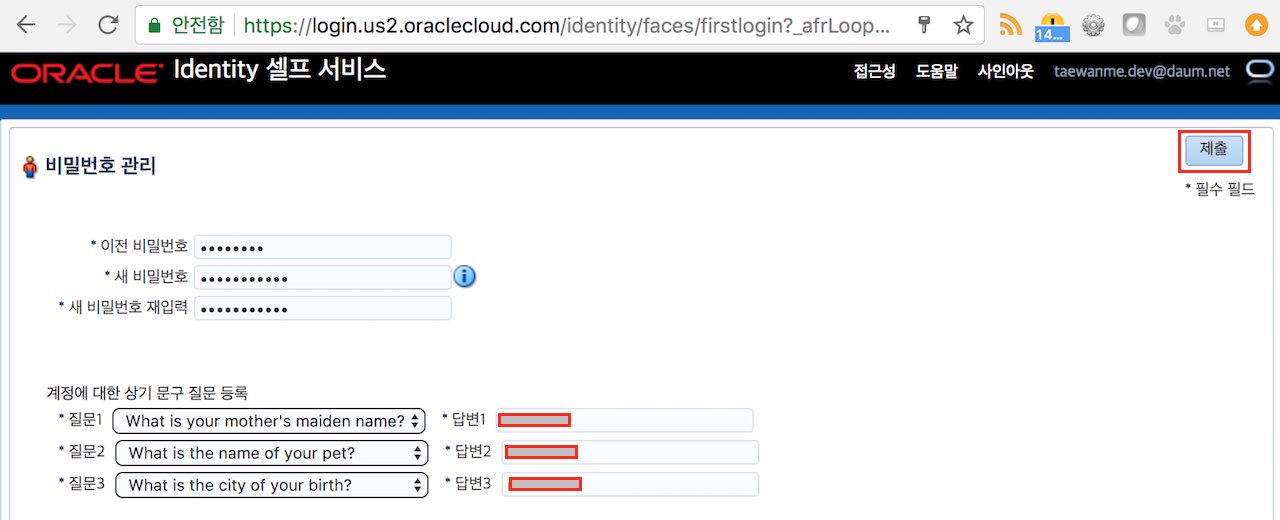 안전함 https://login.us2.oraclecloud.com/identity/faces/firstlogin?_afrLoop...
14...
N
ORACLE Identity 셀프 서비스 접근성 도움말 사인아웃 taewanme.dev@daum.net
비밀번호 관리 제출
* 필수 필드
* 이전 비밀번호 ••••••••
* 새 비밀번호 •••••••••••
* 새 비밀번호 재입력 •••••••••••
계정에 대한 상기 문구 질문 등록
* 질문1 What is your mother's maiden name? * 답변1
* 질문2 What is the name of your pet? * 답변2
* 질문3 What is the city of your birth? * 답변3